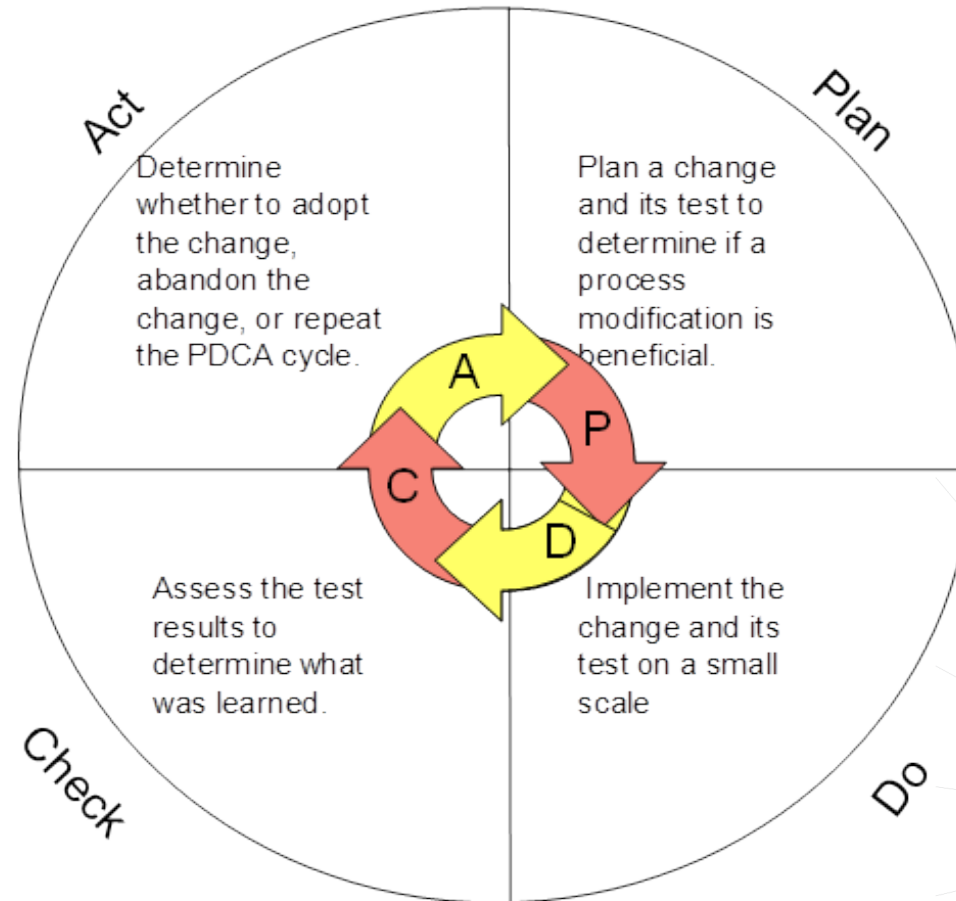 Act
Determine
whether to adopt
the change,
abandon the
change, or repeat
the PDCA cycle.
Plan
Plan a change
and its test to
determine if a
process
modification is
beneficial.
A
P
C
D
Assess the test
results to
determine what
was learned.
Check
Implement the
change and its
test on a small
scale
Do